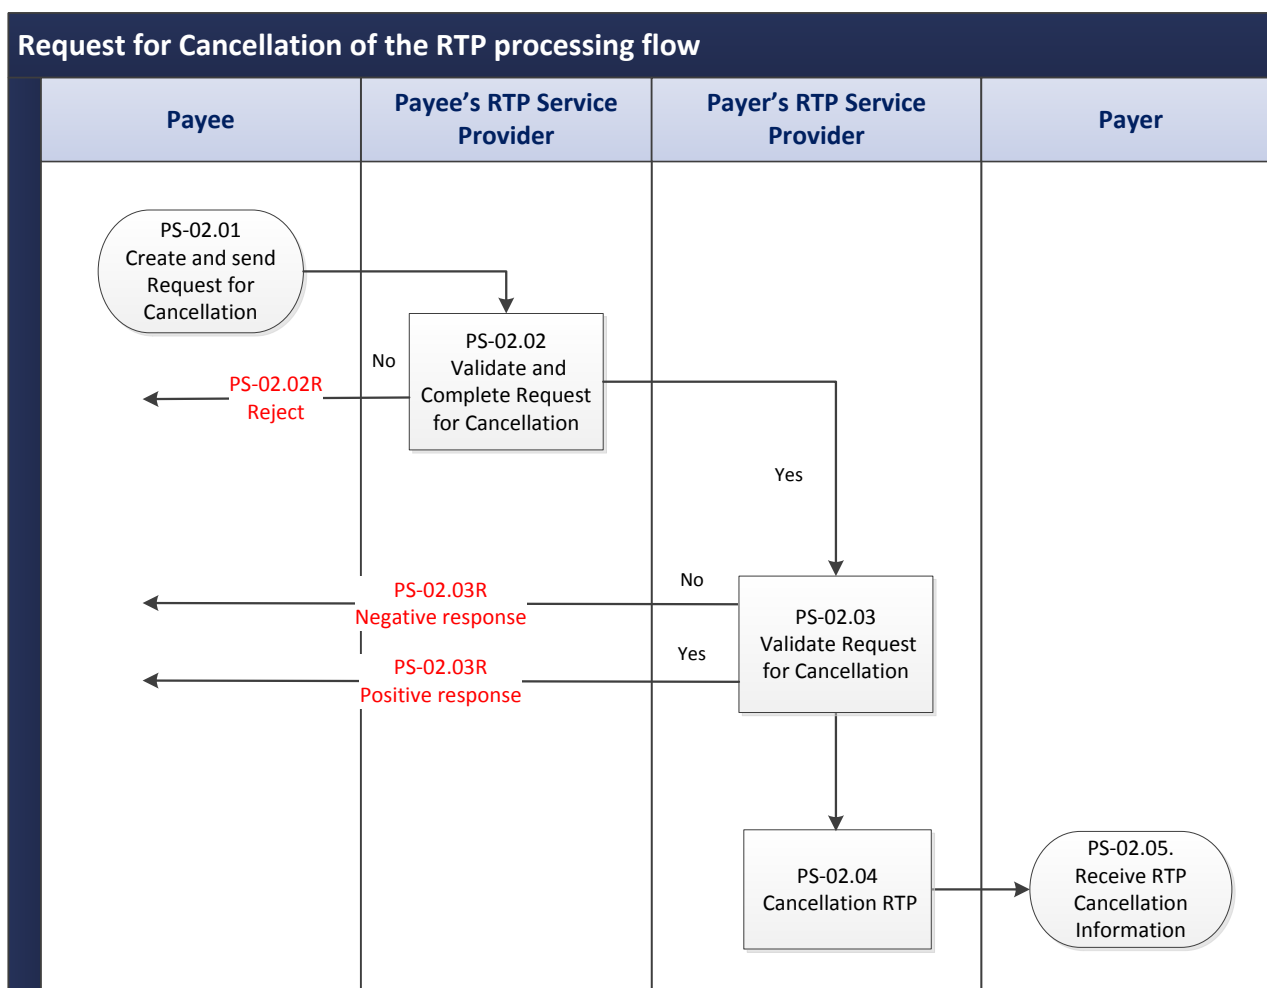 Request for Cancellation of the RTP processing flow
Payee
Payee's RTP Service
Provider
Payer's RTP Service
Provider
Payer
PS-02.01
Create and send
Request for
Cancellation
PS-02.02
Validate and
Complete Request
for Cancellation
No
PS-02.02R
Reject
Yes
No
PS-02.03R
Negative response
PS-02.03
Validate Request
for Cancellation
Yes
PS-02.03R
Positive response
PS-02.04
Cancellation RTP
PS-02.05.
Receive RTP
Cancellation
Information